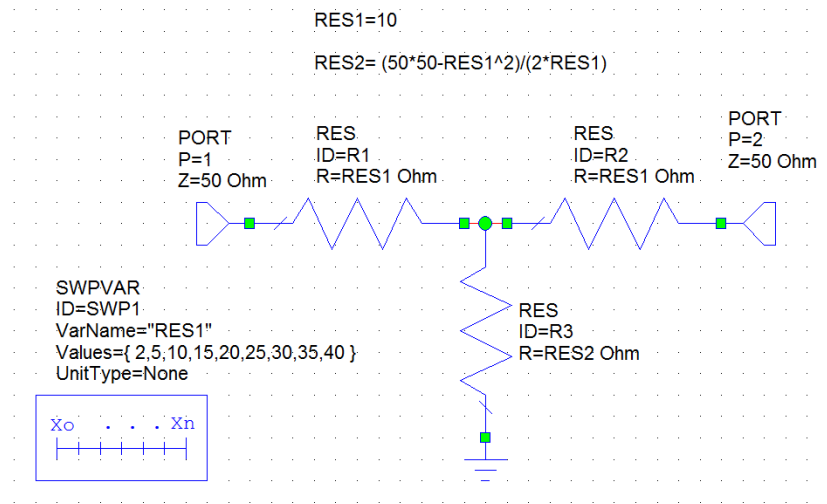 RES1=10
RES2= (50*50-RES1^2)/(2*RES1)
PORT
P=1
Z=50 Ohm
RES
ID=R1
R=RES1 Ohm
RES
ID=R2
R=RES1 Ohm
PORT
P=2
Z=50 Ohm
SWPVAR
ID=SWP1
VarName="RES1"
Values={ 2,5,10,15,20,25,30,35,40 }
UnitType=None
RES
ID=R3
R=RES2 Ohm
Xo . . . Xn